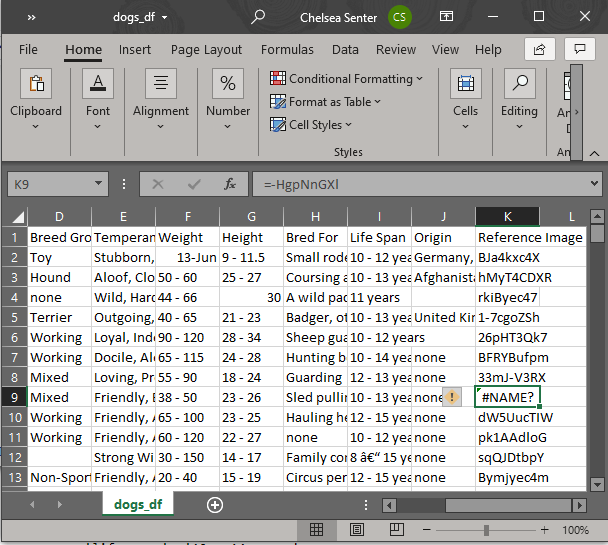 dogs_df Chelsea Senter CS
File Home Page Layout Formulas Data Review View Help
Clipboard Font Alignment Number Conditional Formatting Format as Table Cell Styles Styles Cells Editing An An
K9 fx =-HgpNnGXl
D E F G H I J K L
1 Breed Gro Temperam Weight Height Bred For Life Span Origin Reference Image
2 Toy Stubborn, 13-Jun 9 - 11.5 Small rode 10 - 12 yea Germany, BJa4kxc4X
3 Hound Aloof, Clo 50 - 60 25 - 27 Coursing a 10 - 13 yea Afghanista hMyT4CDXR
4 none Wild, Hard 44 - 66 30 A wild pac 11 years rkiByec47
5 Terrier Outgoing, 40 - 65 21 - 23 Badger, ot 10 - 13 yea United Kin 1-7cgoZSh
6 Working Loyal, Inde 90 - 120 28 - 34 Sheep gua 10 - 12 years 26pHT3Qk7
7 Working Docile, Ale 65 - 115 24 - 28 Hunting b 10 - 14 yea none BFRYBufpm
8 Mixed Loving, Pr 55 - 90 18 - 24 Guarding 12 - 13 yea none 33mJ-V3RX
9 Mixed Friendly, E 38 - 50 23 - 26 Sled pulli 10 - 13 yea none #NAME?
10 Working Friendly, A 65 - 100 23 - 25 Hauling he 12 - 15 yea none dW5UucTIW
11 Working Friendly, A 60 - 120 22 - 27 none 10 - 12 yea none pk1AAdloG
12 Strong Wi 30 - 150 14 - 17 Family cor 8 â€“ 15 ye none sqQJDtbpY
13 Non-Sport Friendly, A 20 - 40 15 - 19 Circus per 12 - 15 yea none Bymjyec4m
dogs_df
100%